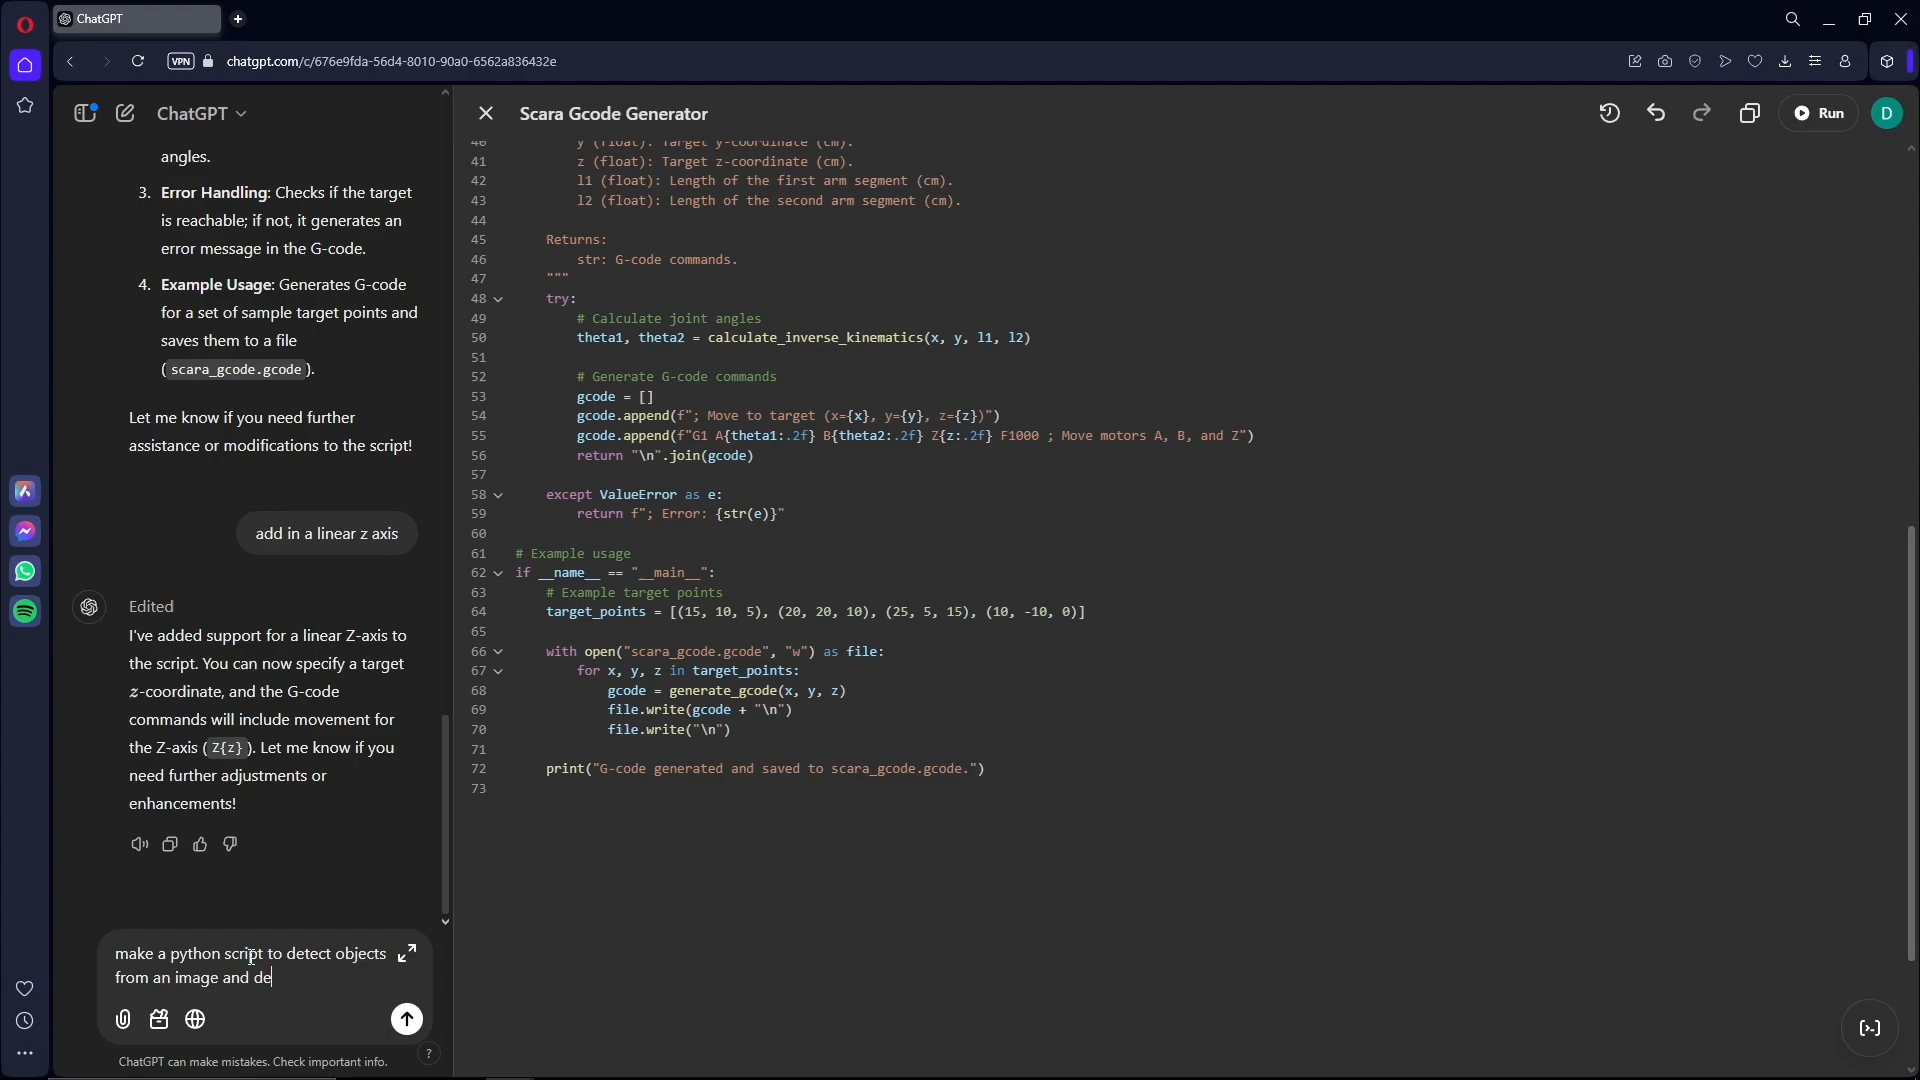 ChatGPT
VPN
chatgpt.com/c/676e9fda-56d4-8010-90a0-6562a836432e
ChatGPT
angles.
3. Error Handling: Checks if the target
is reachable; if not, it generates an
error message in the G-code.
4. Example Usage: Generates G-code
for a set of sample target points and
saves them to a file
( scara_gcode.gcode ).
Let me know if you need further
assistance or modifications to the script!
add in a linear z axis
Edited
I've added support for a linear Z-axis to
the script. You can now specify a target
z-coordinate, and the G-code
commands will include movement for
the Z-axis ( Z{z} ). Let me know if you
need further adjustments or
enhancements!
make a python script to detect objects
from an image and de
ChatGPT can make mistakes. Check important info.
?
Scara Gcode Generator
Run
D
40 y (float): Target y-coordinate (cm).
41 z (float): Target z-coordinate (cm).
42 l1 (float): Length of the first arm segment (cm).
43 l2 (float): Length of the second arm segment (cm).
44
45 Returns:
46 str: G-code commands.
47 """
48 try:
49 # Calculate joint angles
50 theta1, theta2 = calculate_inverse_kinematics(x, y, l1, l2)
51
52 # Generate G-code commands
53 gcode = []
54 gcode.append(f"; Move to target (x={x}, y={y}, z={z})")
55 gcode.append(f"G1 A{theta1:.2f} B{theta2:.2f} Z{z:.2f} F1000 ; Move motors A, B, and Z")
56 return "\n".join(gcode)
57
58 except ValueError as e:
59 return f"; Error: {str(e)}"
60
61 # Example usage
62 if __name__ == "__main__":
63 # Example target points
64 target_points = [(15, 10, 5), (20, 20, 10), (25, 5, 15), (10, -10, 0)]
65
66 with open("scara_gcode.gcode", "w") as file:
67 for x, y, z in target_points:
68 gcode = generate_gcode(x, y, z)
69 file.write(gcode + "\n")
70 file.write("\n")
71
72 print("G-code generated and saved to scara_gcode.gcode.")
73